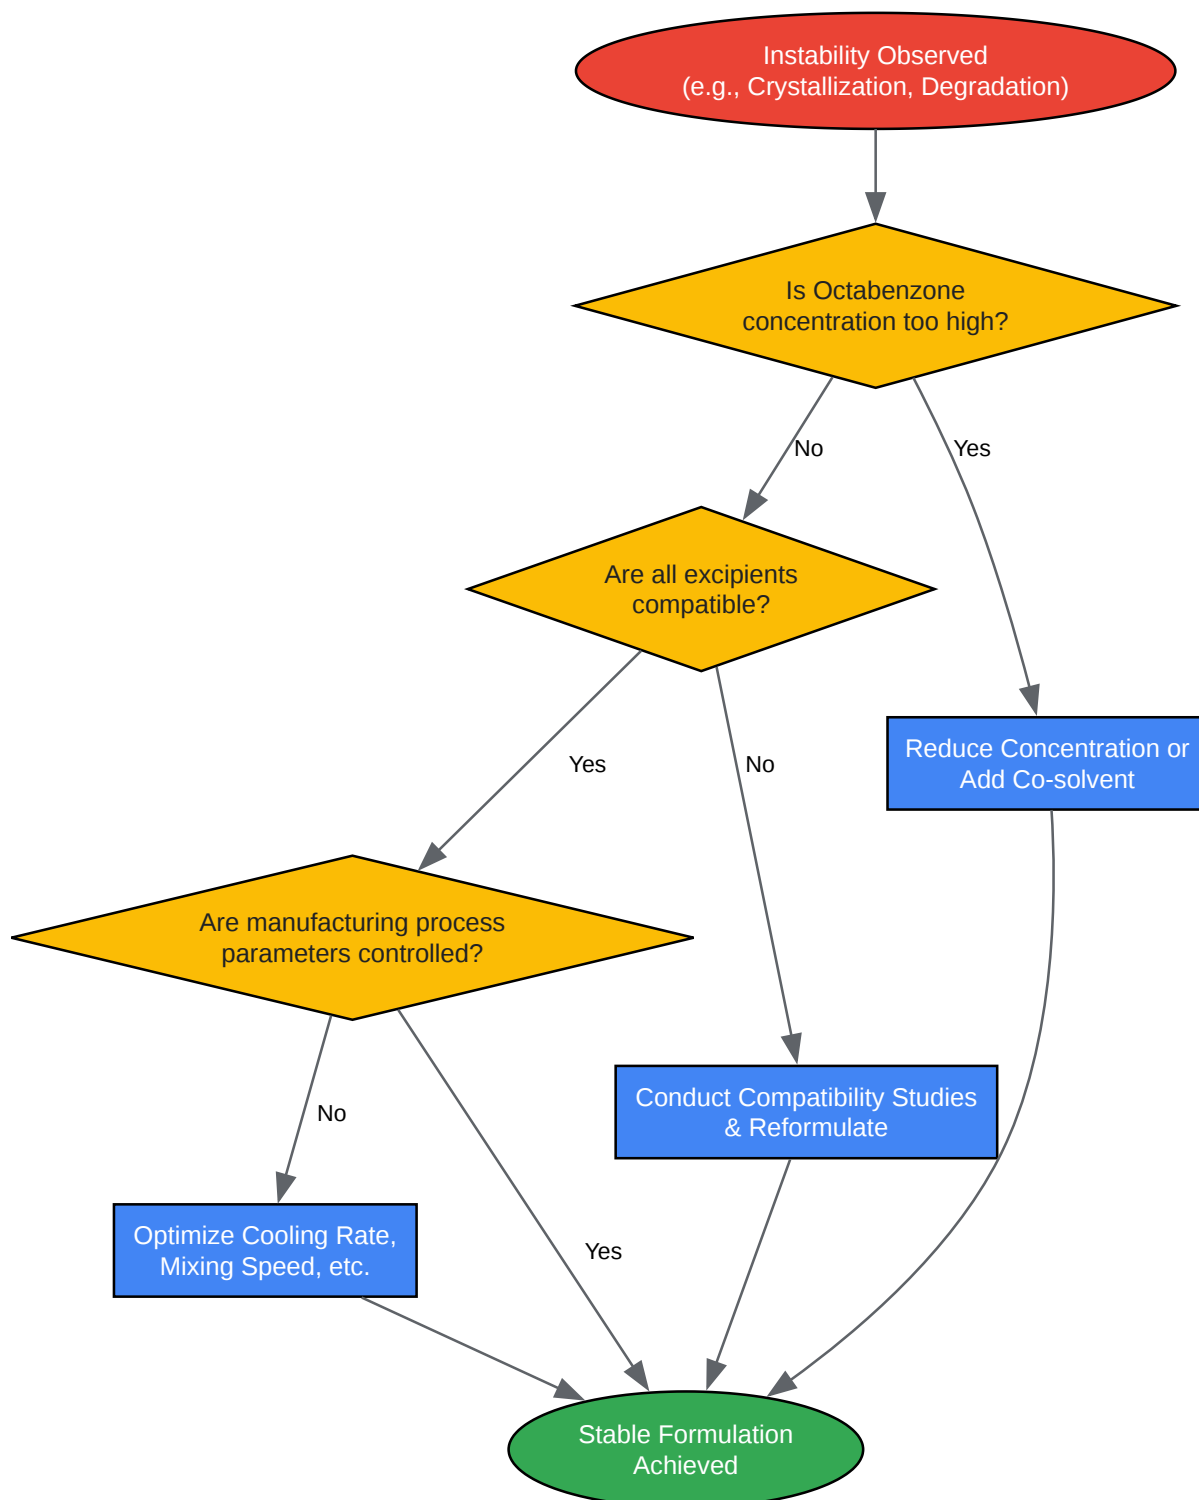 Instability Observed
(e.g., Crystallization, Degradation)
Is Octabenzone
concentration too high?
No
Yes
Are all excipients
compatible?
Reduce Concentration or
Add Co-solvent
Yes
No
Are manufacturing process
parameters controlled?
Conduct Compatibility Studies
& Reformulate
No
Optimize Cooling Rate,
Mixing Speed, etc.
Yes
Stable Formulation
Achieved